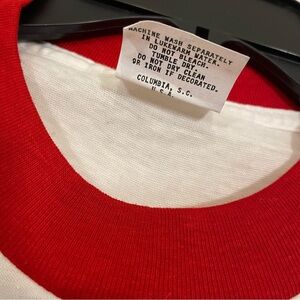 MACHINE WASH SEPARATELY
IN LUKEWARM WATER.
DO NOT BLEACH.
TUMBLE DRY
DO NOT DRY CLEAN
OR IRON IF DECORATED.
COLUMBIA, S.C.
U.S.A.